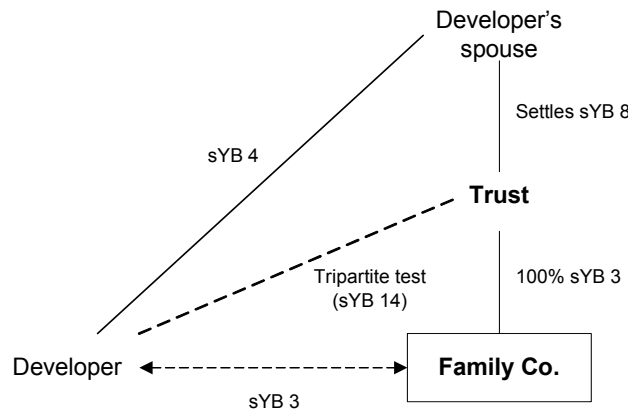 Developer’s
spouse
Settles sYB 8
sYB 4
Trust
Tripartite test
(sYB 14)
100% sYB 3
Developer
Family Co.
sYB 3